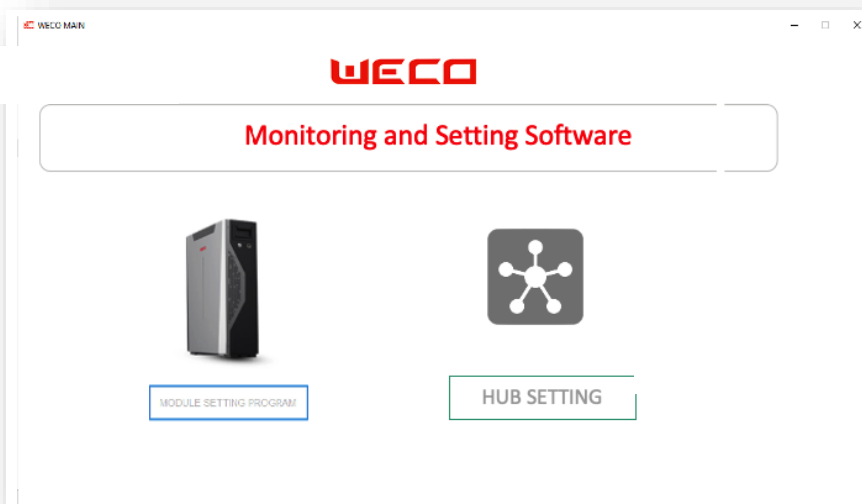 WECO MAIN
WECO
Monitoring and Setting Software
MODULE SETTING PROGRAM
HUB SETTING